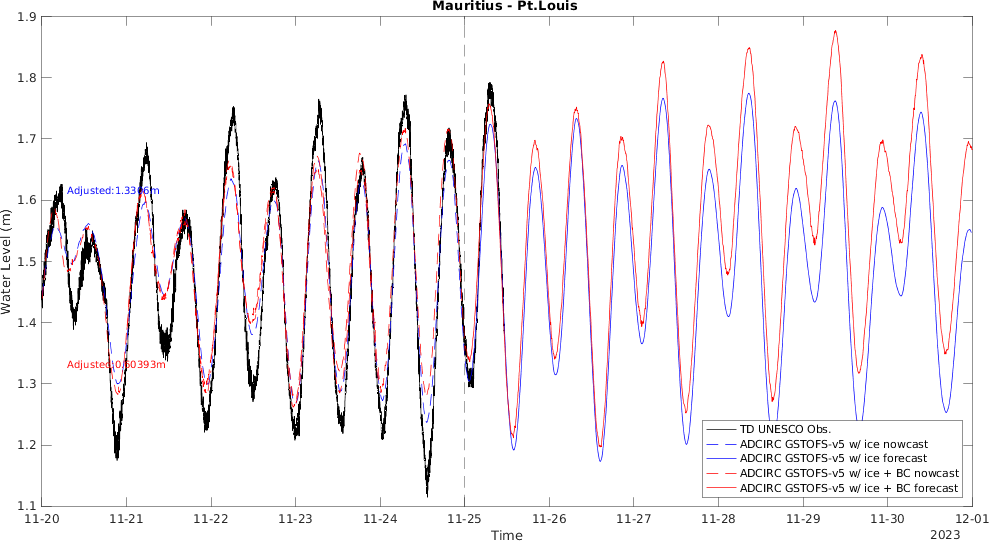 Mauritius - Pt.Louis
1.9
1.8
1.7
1.6
1.5
1.4
1.3
1.2
1.1
Water Level (m)
Adjusted:1.3306m
Adjusted:0.60393m
TD UNESCO Obs.
ADCIRC GSTOFS-v5 w/ ice nowcast
ADCIRC GSTOFS-v5 w/ ice forecast
ADCIRC GSTOFS-v5 w/ ice + BC nowcast
ADCIRC GSTOFS-v5 w/ ice + BC forecast
11-20 11-21 11-22 11-23 11-24 11-25 11-26 11-27 11-28 11-29 11-30 12-01
Time
2023